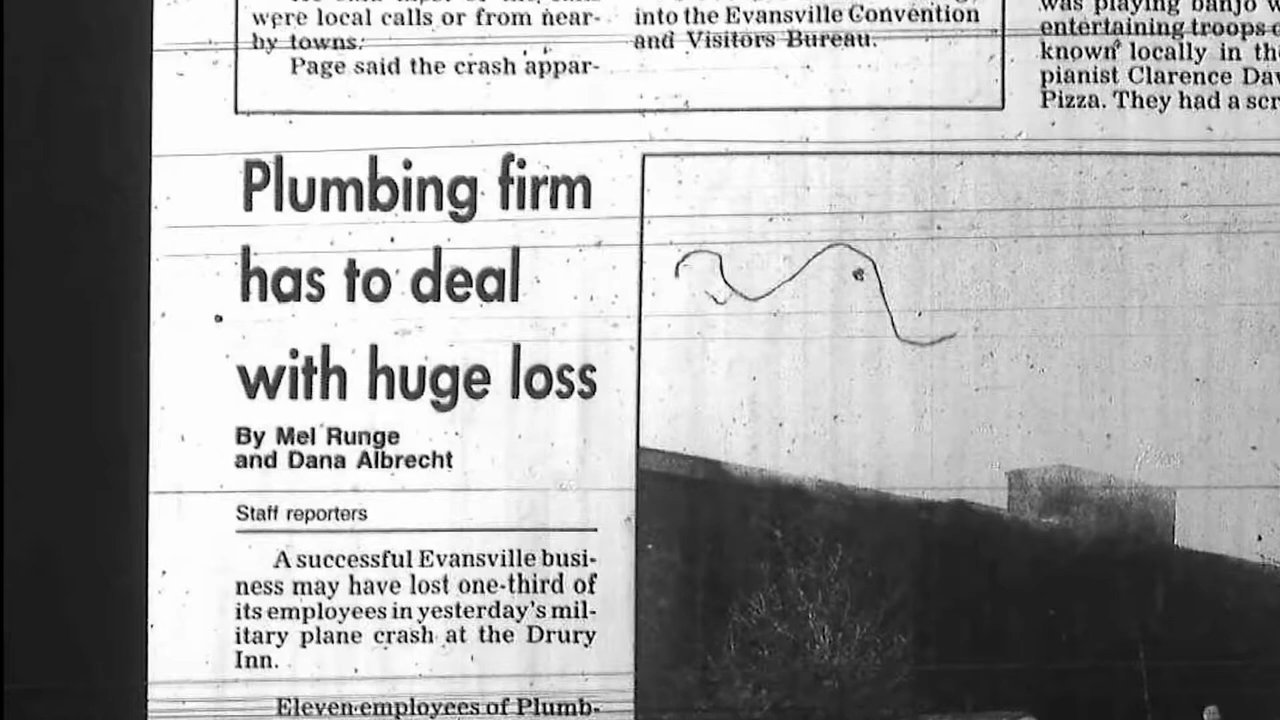 were local calls or from near-
by towns.
Page said the crash appar-
into the Evansville Convention
and Visitors Bureau.
was playing banjo
entertaining troops
known locally in
pianist Clarence
Pizza. They had a
Plumbing firm
has to deal
with huge loss
By Mel Runge
and Dana Albrecht
Staff reporters
A successful Evansville busi-
ness may have lost one-third of
its employees in yesterday's mil-
itary plane crash at the Drury
Inn.
Eleven employees of Plumb-